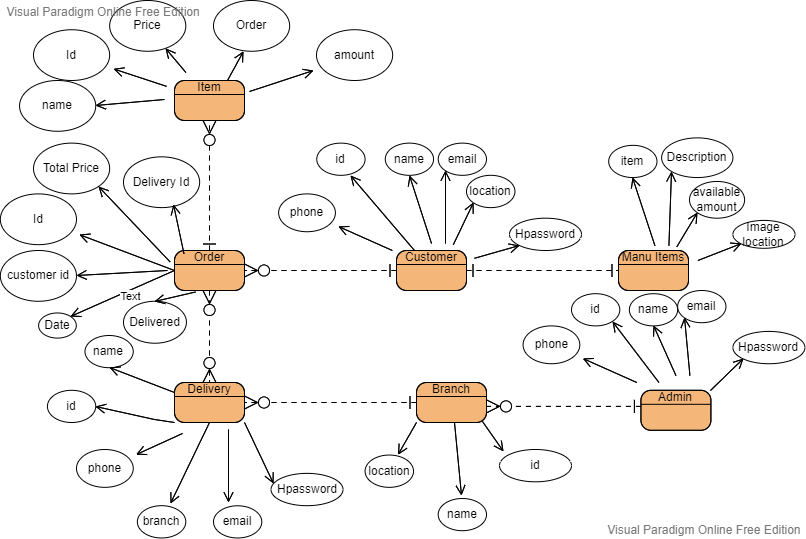 Visual Paradigm Online Free Edition
Price
Order
Id
amount
name
Item
Total Price
Delivery Id
Id
customer id
Date
Text
Delivered
Order
id
name
email
location
phone
Hpassword
Customer
item
Description
available
amount
Image
location
Manu Items
name
id
phone
branch
email
Hpassword
Delivery
Branch
location
name
id
id
name
email
phone
Hpassword
Admin
Visual Paradigm Online Free Edition